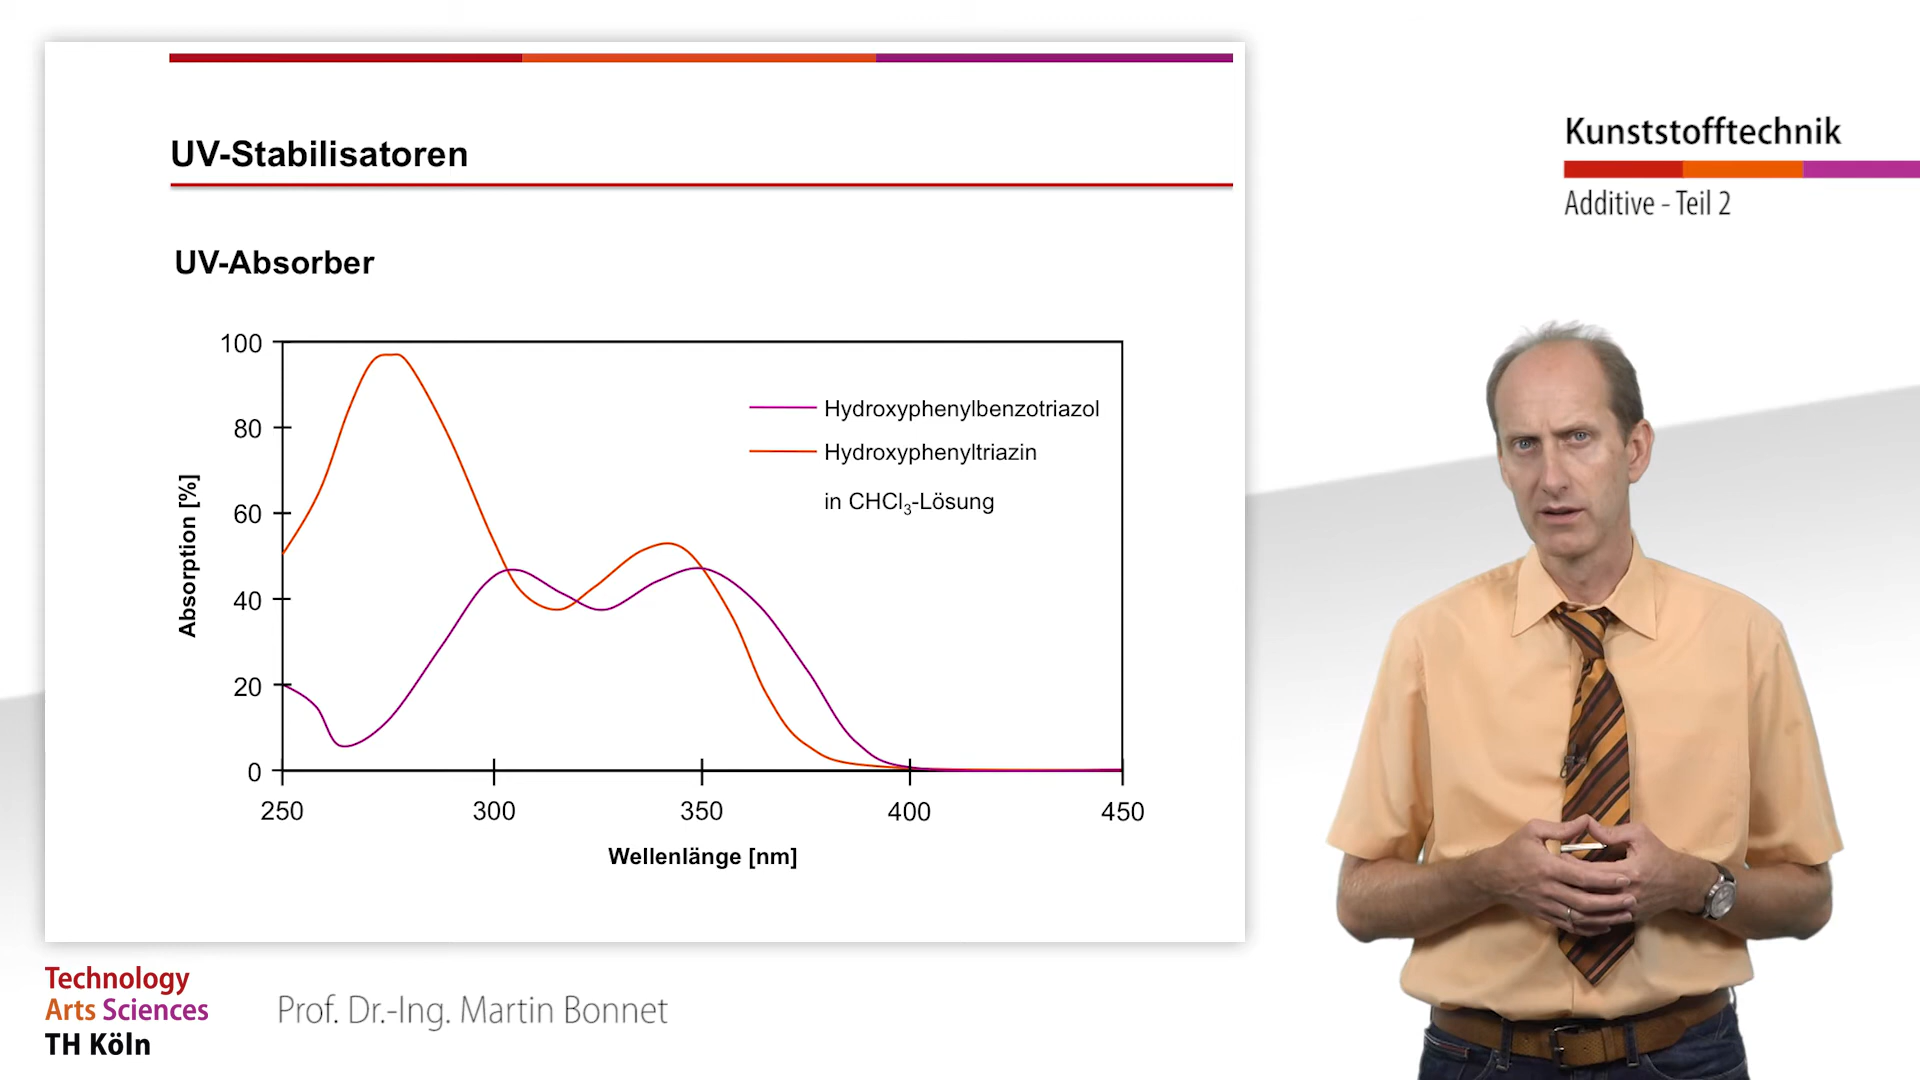 UV-Stabilisatoren
UV-Absorber
100
80
60
40
20
0
Absorption [%]
250
300
350
400
450
Wellenlänge [nm]
Hydroxyphenylbenzotriazol
Hydroxyphenyltriazin
in CHCl₃-Lösung
Kunststofftechnik
Additive - Teil 2
Technology
Arts Sciences
TH Köln
Prof. Dr.-Ing. Martin Bonnet